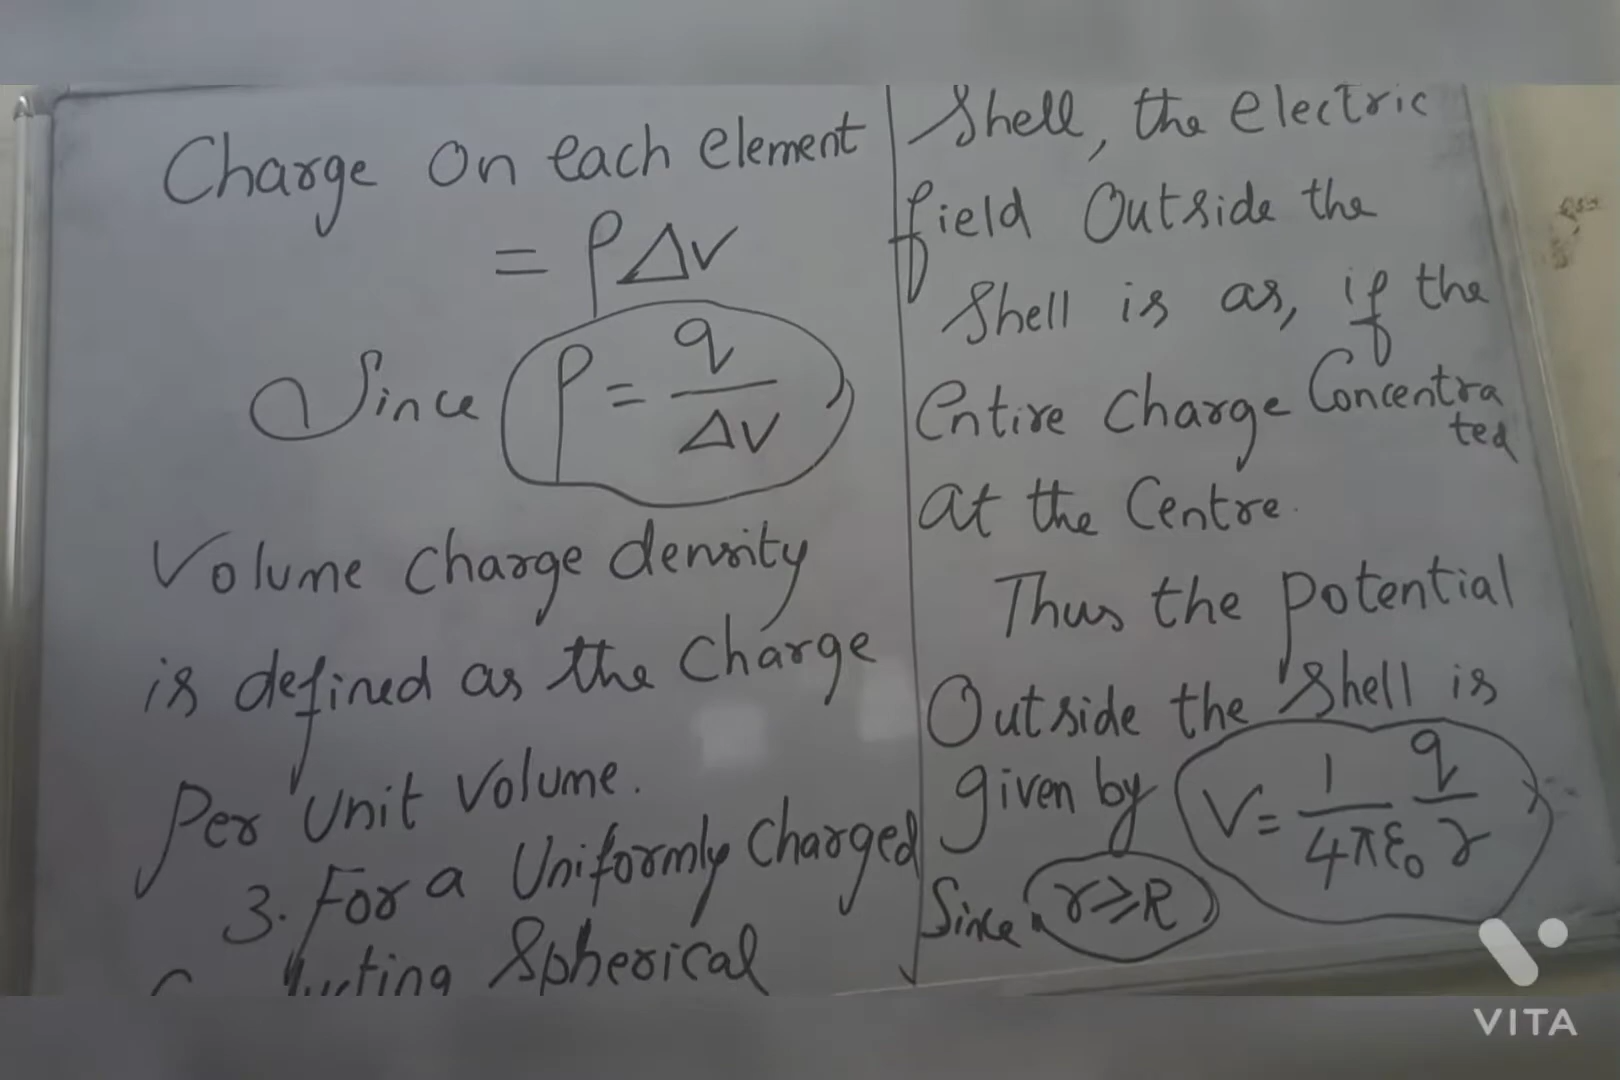 Charge on each element
= ρΔv
Since ρ = q/Δv
Volume charge density
is defined as the charge
Per unit volume.
3. For a Uniformly Charged
Spherical
Shell, the electric
field Outside the
Shell is as, if the
Entire charge Concentra
ted
at the Centre.
Thus the potential
Outside the shell is
given by V = 1/4πε₀ q/r
Since r ≥ R
VITA